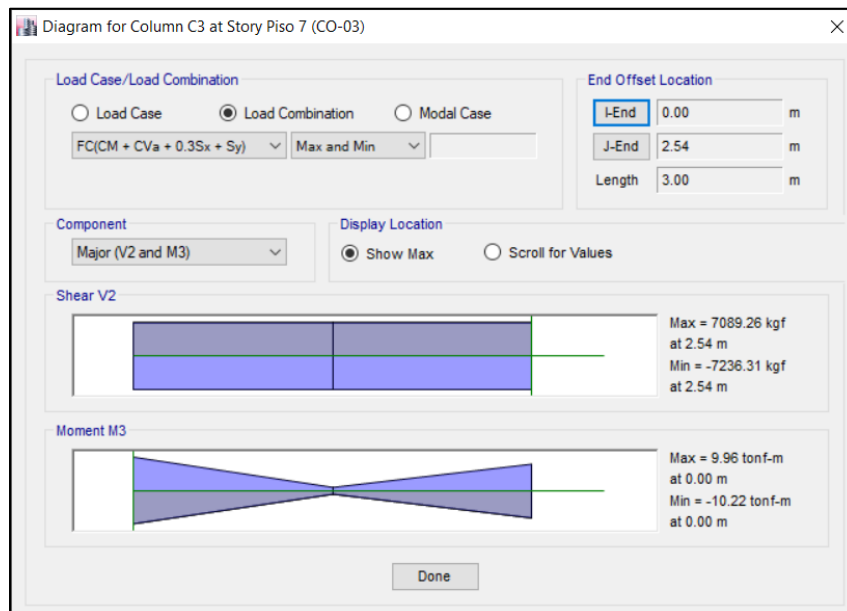 Diagram for Column C3 at Story Piso 7 (CO-03)
Load Case/Load Combination
Load Case Load Combination Modal Case
FC(CM + CVa + 0.3Sx + Sy) Max and Min
End Offset Location
I-End 0.00 m
J-End 2.54 m
Length 3.00 m
Component
Major (V2 and M3)
Display Location
Show Max Scroll for Values
Shear V2
Max = 7089.26 kgf
at 2.54 m
Min = -7236.31 kgf
at 2.54 m
Moment M3
Max = 9.96 tonf-m
at 0.00 m
Min = -10.22 tonf-m
at 0.00 m
Done